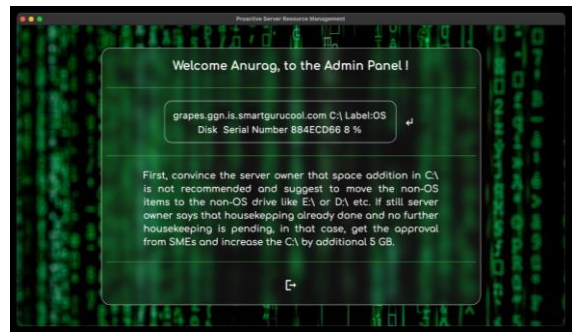 Proactive Server Resource Management
Welcome Anurag, to the Admin Panel !
grapes.ggn.is.smartgurucool.com C:\ Label:OS
Disk Serial Number 884ECD66 8 %
First, convince the server owner that space addition in C:\
is not recommended and suggest to move the non-OS
items to the non-OS drive like E:\ or D:\ etc. If still server
owner says that housekepping already done and no further
housekeeping is pending, in that case, get the approval
from SMEs and increase the C:\ by additional 5 GB.